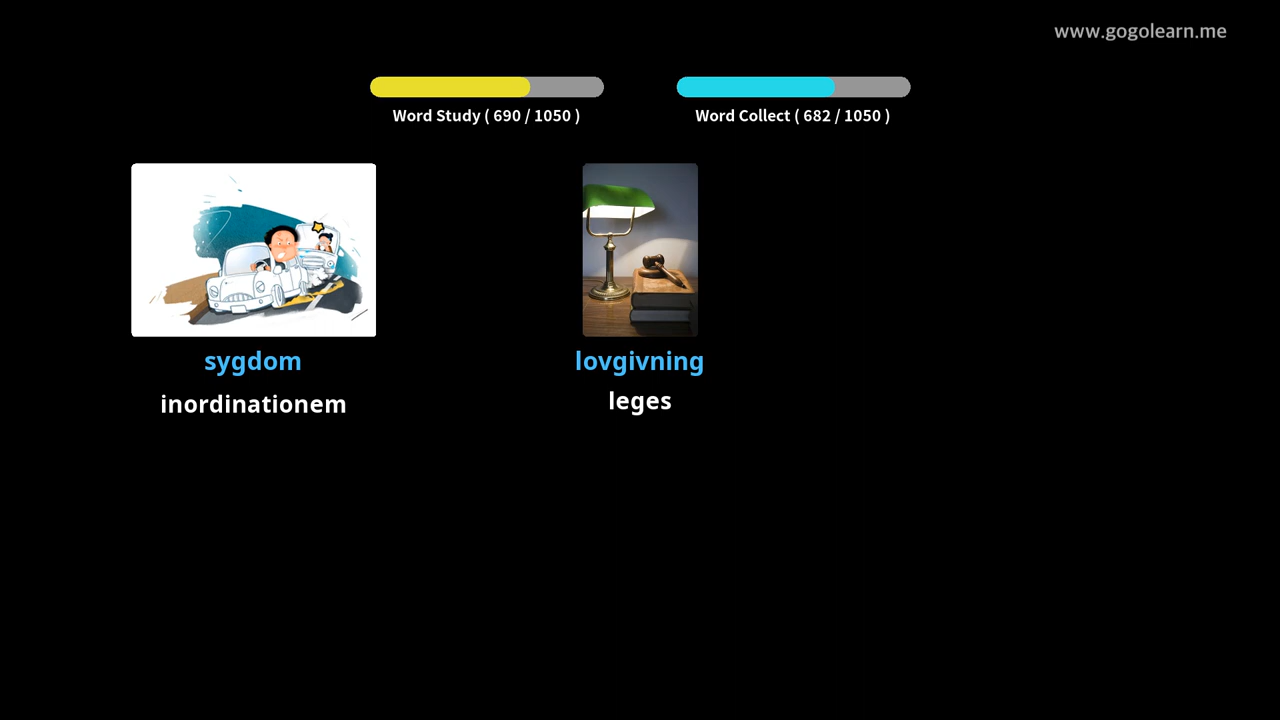 www.gogolearn.me
Word Study ( 690 / 1050 )
Word Collect ( 682 / 1050 )
sygdom
inordinationem
lovgivning
leges